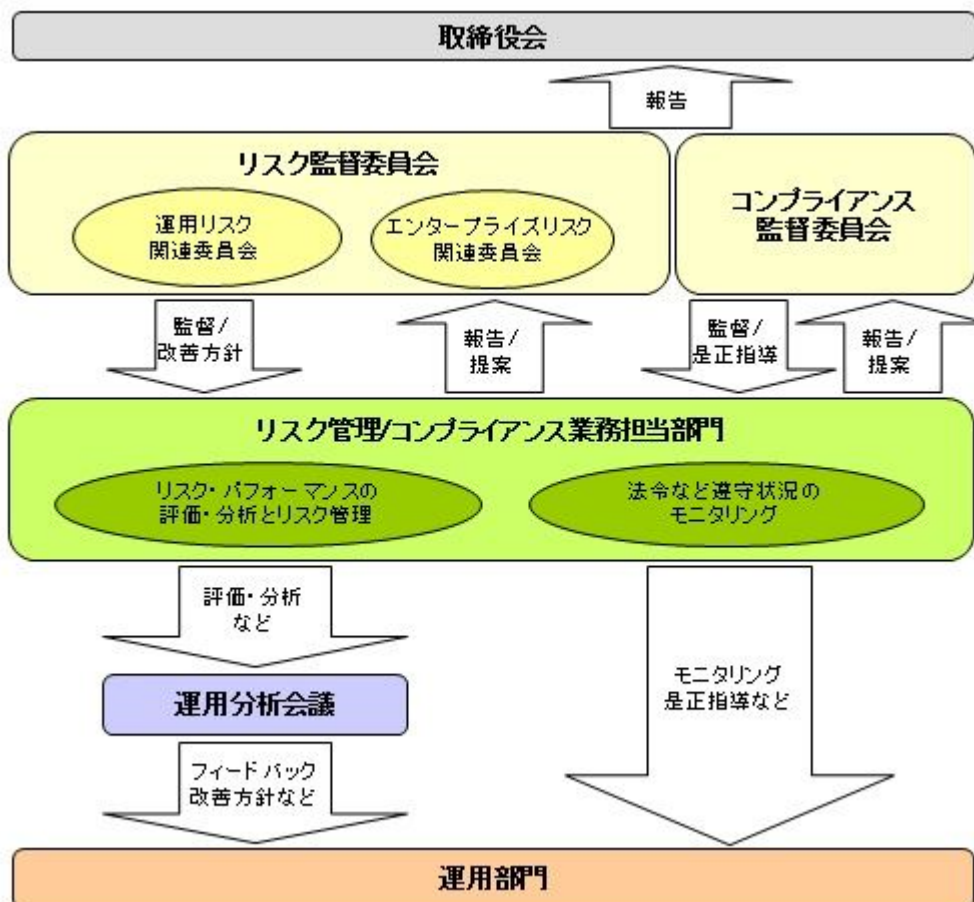 取締役会
報告
リスク監督委員会
運用リスク
関連委員会
エンタープライズリスク
関連委員会
コンプライアンス
監督委員会
監督/
改善方針
報告/
提案
監督/
是正指導
報告/
提案
リスク管理/コンプライアンス業務担当部門
リスク・パフォーマンスの
評価・分析とリスク管理
法令など遵守状況の
モニタリング
評価・分析
など
運用分析会議
モニタリング
是正指導など
フィードバック
改善方針など
運用部門